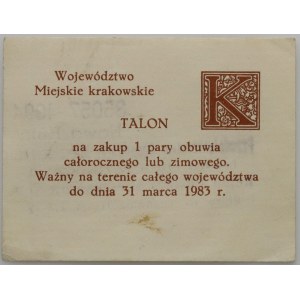 Województwo
Miejskie krakowskie
K
TALON
na zakup 1 pary obuwia
całorocznego lub zimowego.
Ważny na terenie całego województwa
do dnia 31 marca 1983 r.